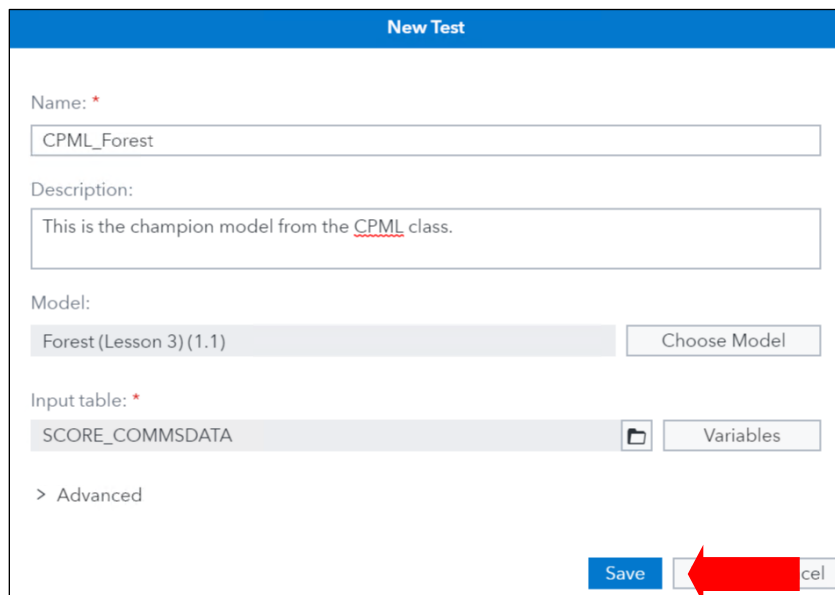 New Test
Name: *
CPML_Forest
Description:
This is the champion model from the CPML class.
Model:
Forest (Lesson 3) (1.1)
Choose Model
Input table: *
SCORE_COMMSDATA
Variables
> Advanced
Save